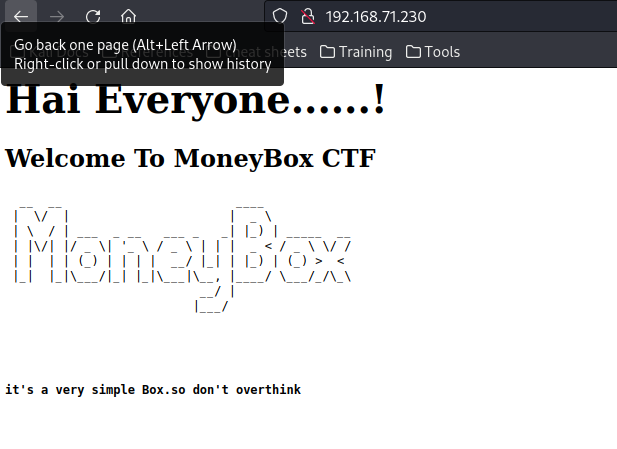 192.168.71.230
Go back one page (Alt+Left Arrow)
Right-click or pull down to show history
heat sheets
Training
Tools
Hai Everyone......!
Welcome To MoneyBox CTF
MoneyBox
it's a very simple Box.so don't overthink